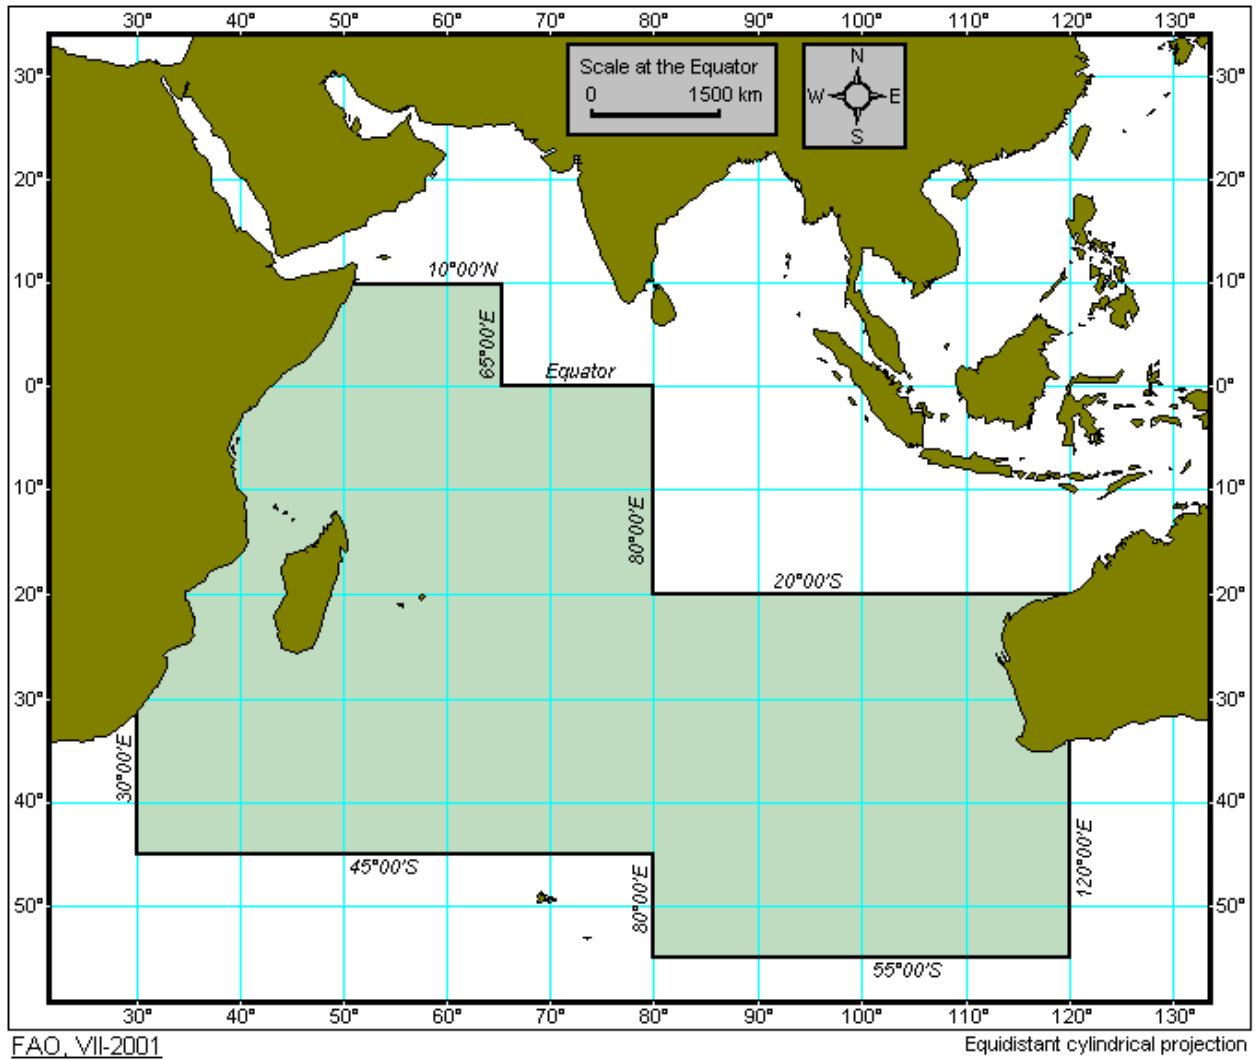 30° 40° 50° 60° 70° 80° 90° 100° 110° 120° 130°
Scale at the Equator
0 1500 km
N
W E
S
30° 30°
20° 20°
10°00'N
10° 10°
65°00'E
Equator
0° 0°
10° 10°
80°00'E
20°00'S
20° 20°
30° 30°
30°00'E
40° 40°
45°00'S
120°00'E
80°00'E
50° 50°
55°00'S
30° 40° 50° 60° 70° 80° 90° 100° 110° 120° 130°
FAO, VII-2001
Equidistant cylindrical projection